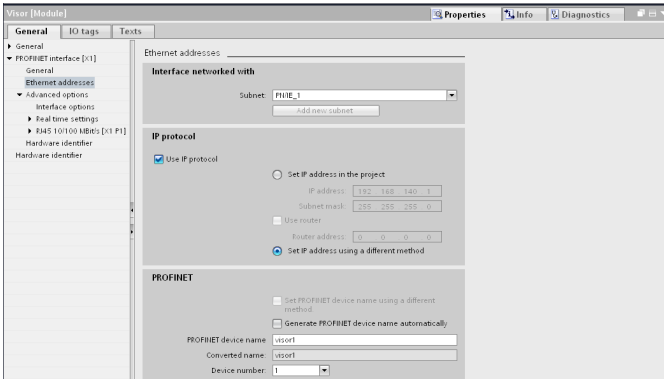 Visor [Module]
Properties
Info
Diagnostics
General
IO tags
Texts
General
PROFINET interface [X1]
General
Ethernet addresses
Advanced options
Interface options
Real time settings
RJ45 10/100 MBit/s [X1 P1]
Hardware identifier
Hardware identifier
Ethernet addresses
Interface networked with
Subnet: PN/IE_1
Add new subnet
IP protocol
Use IP protocol
Set IP address in the project
IP address: 192 . 168 . 140 . 1
Subnet mask: 255 . 255 . 255 . 0
Use router
Router address: 0 . 0 . 0 . 0
Set IP address using a different method
PROFINET
Set PROFINET device name using a different
method
Generate PROFINET device name automatically
PROFINET device name: visor1
Converted name: visor1
Device number: 1